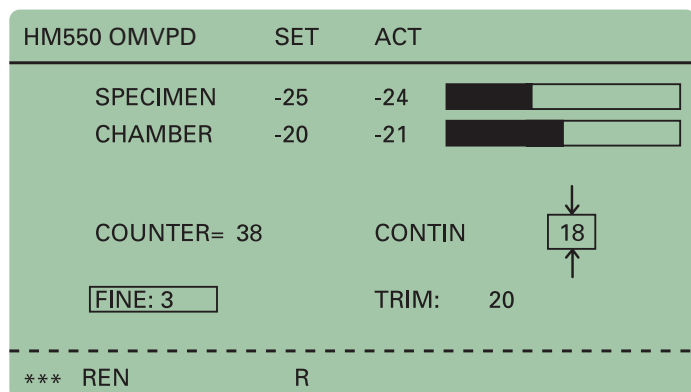 HM550 OMVPD SET ACT
SPECIMEN -25 -24
CHAMBER -20 -21
COUNTER= 38 CONTIN 18
FINE: 3 TRIM: 20
*** REN R